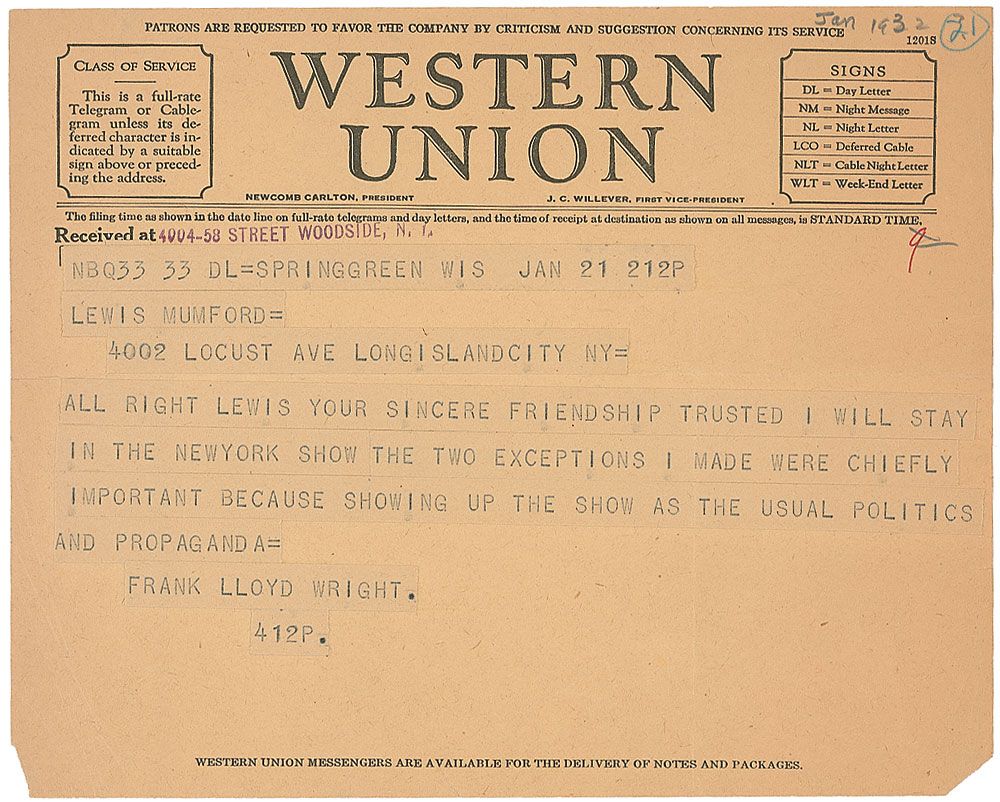 Jan 1932 21
PATRONS ARE REQUESTED TO FAVOR THE COMPANY BY CRITICISM AND SUGGESTION CONCERNING ITS SERVICE
1201S
CLASS OF SERVICE
This is a full-rate
Telegram or Cable-
gram unless its de-
ferred character is in-
dicated by a suitable
sign above or preced-
ing the address.
WESTERN
UNION
NEWCOMB CARLTON, PRESIDENT
J. C. WILLEVER, FIRST VICE-PRESIDENT
SIGNS
DL = Day Letter
NM = Night Message
NL = Night Letter
LCO = Deferred Cable
NLT = Cable Night Letter
WLT = Week-End Letter
The filing time as shown in the date line on full-rate telegrams and day letters, and the time of receipt at destination as shown on all messages, is STANDARD TIME.
Received at 4004-58 STREET WOODSIDE, N. Y.
9
NBQ33 33 DL=SPRINGGREEN WIS JAN 21 212P
LEWIS MUMFORD=
4002 LOCUST AVE LONGISLANDCITY NY=
ALL RIGHT LEWIS YOUR SINCERE FRIENDSHIP TRUSTED I WILL STAY
IN THE NEWYORK SHOW THE TWO EXCEPTIONS I MADE WERE CHIEFLY
IMPORTANT BECAUSE SHOWING UP THE SHOW AS THE USUAL POLITICS
AND PROPAGANDA=
FRANK LLOYD WRIGHT.
412P.
WESTERN UNION MESSENGERS ARE AVAILABLE FOR THE DELIVERY OF NOTES AND PACKAGES.